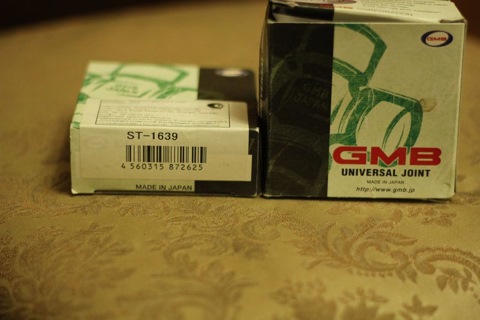 ST-1639
4 560315 872625
MADE IN JAPAN
GMB
GMB
UNIVERSAL JOINT
MADE IN JAPAN
http://www.gmb.jp